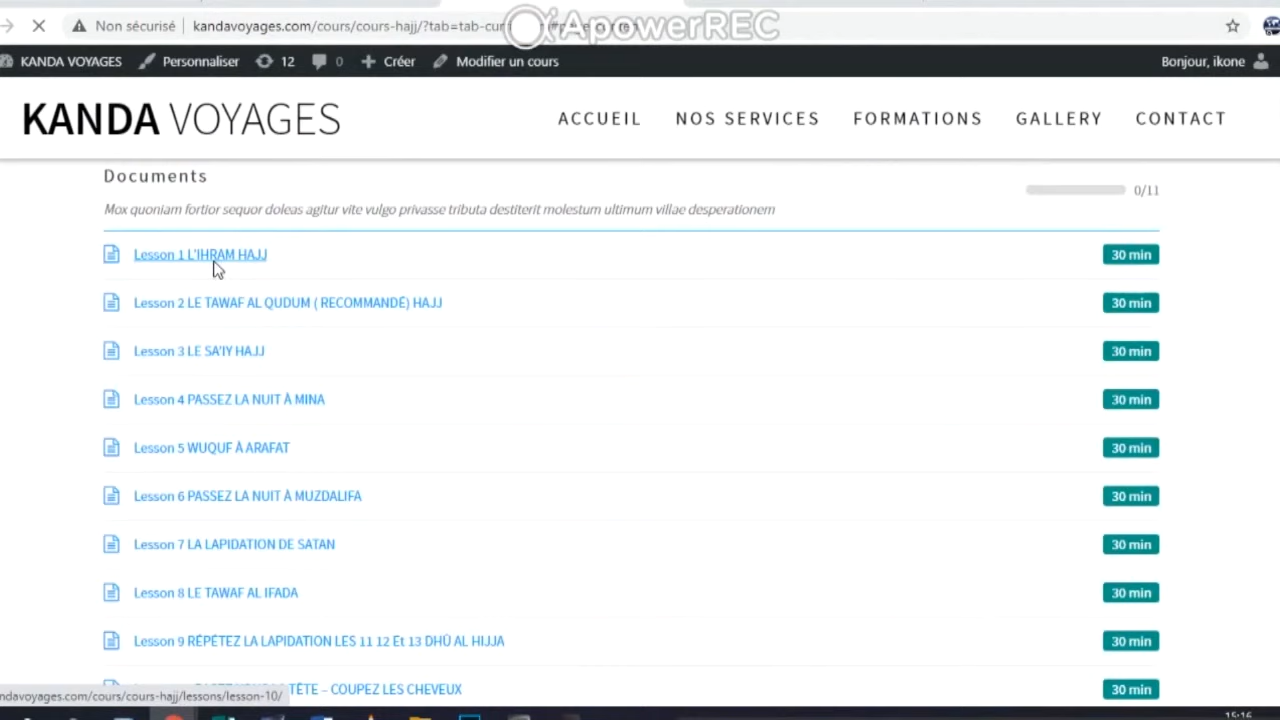 Non sécurisé kandavoyages.com/cours/cours-hajj/?tab=tab-cur
ApowerREC
KANDA VOYAGES Personnaliser 12 0 Créer Modifier un cours Bonjour, ikone
KANDA VOYAGES ACCUEIL NOS SERVICES FORMATIONS GALLERY CONTACT
Documents 0/11
Mox quoniam fortior sequor doleas agitur vite vulgo privasse tributa destiterit molestum ultimum villae desperationem
Lesson 1 L'IHRAM HAJJ 30 min
Lesson 2 LE TAWAF AL QUDUM ( RECOMMANDÉ) HAJJ 30 min
Lesson 3 LE SA'IY HAJJ 30 min
Lesson 4 PASSEZ LA NUIT À MINA 30 min
Lesson 5 WUQUF À ARAFAT 30 min
Lesson 6 PASSEZ LA NUIT À MUZDALIFA 30 min
Lesson 7 LA LAPIDATION DE SATAN 30 min
Lesson 8 LE TAWAF AL IFADA 30 min
Lesson 9 RÉPÉTEZ LA LAPIDATION LES 11 12 Et 13 DHÛ AL HIJJA 30 min
TÊTE – COUPEZ LES CHEVEUX 30 min
ndavoyages.com/cours/cours-hajj/lessons/lesson-10/
15:16